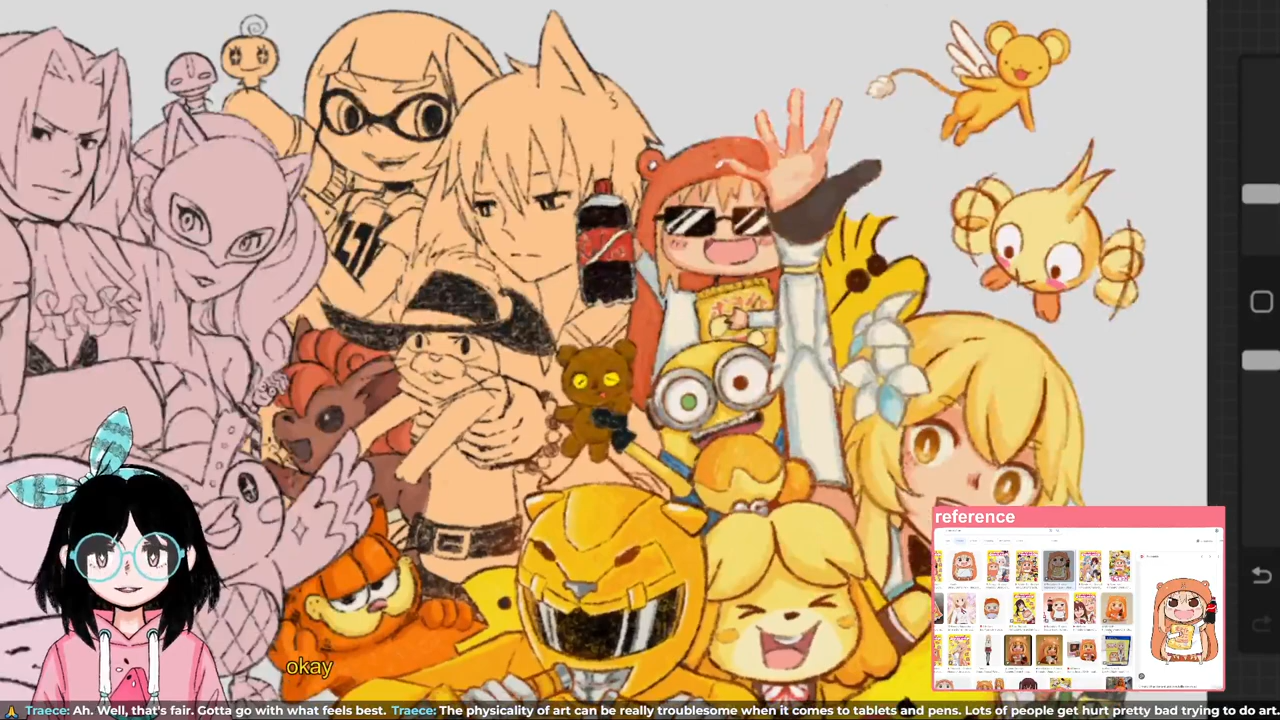 reference
okay
Traece: Ah. Well, that's fair. Gotta go with what feels best. Traece: The physicality of art can be really troublesome when it comes to tablets and pens. Lots of people get hurt pretty bad trying to do art.